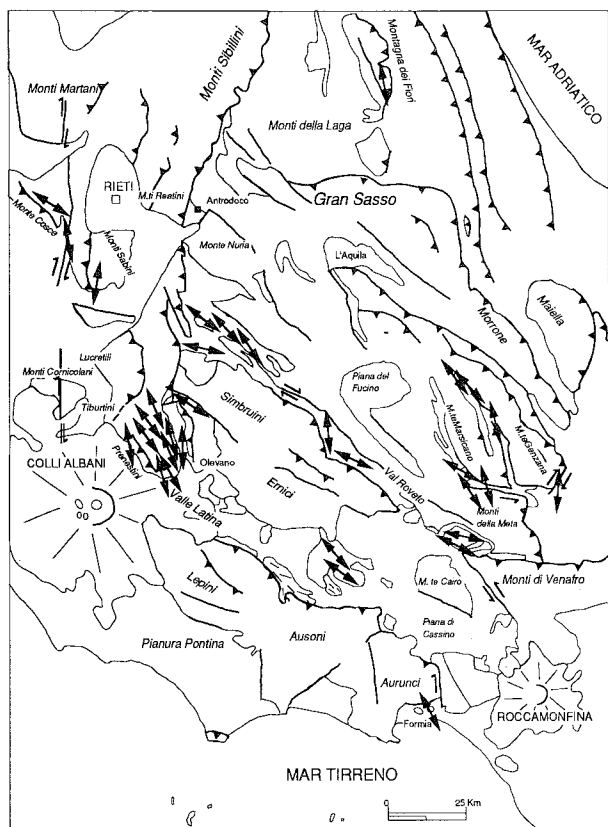 Monti Sibillini
Montagna dei Fiori
MAR ADRIATICO
Monti Martani
Monti della Laga
RIETI
M.ti Reatini
Antrodoco
Gran Sasso
Monte Cosce
Monti Sabini
Monte Nuria
L'Aquila
Maiella
Morrone
Lucretili
Monti Cornicolani
Piana del
Fucino
Simbruini
Tiburtini
M.te Marsicano
M.te Genzana
COLLI ALBANI
Prenestini
Olevano
Ernici
Val Roveto
Valle Latina
Monti
della Meta
Lepini
M. te Cairo
Monti di Venafro
Pianura Pontina
Ausoni
Piana di
Cassino
Aurunci
ROCCAMONFINA
Formia
MAR TIRRENO
0
25 Km